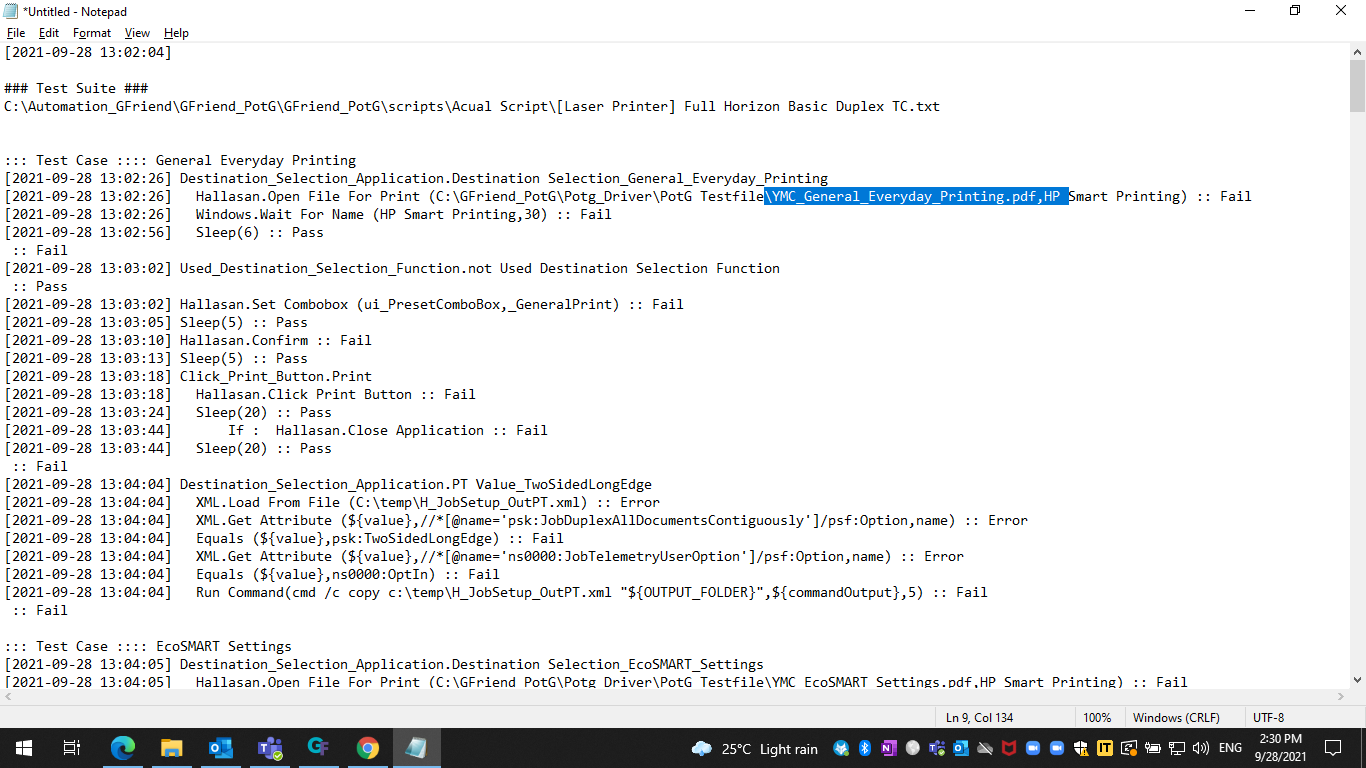 *Untitled - Notepad
File Edit Format View Help
[2021-09-28 13:02:04]
### Test Suite ###
C:\Automation_GFriend\GFriend_PotG\GFriend_PotG\scripts\Acual Script\[Laser Printer] Full Horizon Basic Duplex TC.txt
::: Test Case :::: General Everyday Printing
[2021-09-28 13:02:26] Destination_Selection_Application.Destination Selection_General_Everyday_Printing
[2021-09-28 13:02:26]   Hallasan.Open File For Print (C:\GFriend_PotG\Potg_Driver\PotG Testfile\YMC_General_Everyday_Printing.pdf,HP Smart Printing) :: Fail
[2021-09-28 13:02:26]   Windows.Wait For Name (HP Smart Printing,30) :: Fail
[2021-09-28 13:02:56]   Sleep(6) :: Pass
 :: Fail
[2021-09-28 13:03:02] Used_Destination_Selection_Function.not Used Destination Selection Function
 :: Pass
[2021-09-28 13:03:02] Hallasan.Set Combobox (ui_PresetComboBox,_GeneralPrint) :: Fail
[2021-09-28 13:03:05] Sleep(5) :: Pass
[2021-09-28 13:03:10] Hallasan.Confirm :: Fail
[2021-09-28 13:03:13] Sleep(5) :: Pass
[2021-09-28 13:03:18] Click_Print_Button.Print
[2021-09-28 13:03:18]   Hallasan.Click Print Button :: Fail
[2021-09-28 13:03:24]   Sleep(20) :: Pass
[2021-09-28 13:03:44]       If :  Hallasan.Close Application :: Fail
[2021-09-28 13:03:44]   Sleep(20) :: Pass
 :: Fail
[2021-09-28 13:04:04] Destination_Selection_Application.PT Value_TwoSidedLongEdge
[2021-09-28 13:04:04]   XML.Load From File (C:\temp\H_JobSetup_OutPT.xml) :: Error
[2021-09-28 13:04:04]   XML.Get Attribute (${value},//*[@name='psk:JobDuplexAllDocumentsContiguously']/psf:Option,name) :: Error
[2021-09-28 13:04:04]   Equals (${value},psk:TwoSidedLongEdge) :: Fail
[2021-09-28 13:04:04]   XML.Get Attribute (${value},//*[@name='ns0000:JobTelemetryUserOption']/psf:Option,name) :: Error
[2021-09-28 13:04:04]   Equals (${value},ns0000:OptIn) :: Fail
[2021-09-28 13:04:04]   Run Command(cmd /c copy c:\temp\H_JobSetup_OutPT.xml "${OUTPUT_FOLDER}",${commandOutput},5) :: Fail
 :: Fail
::: Test Case :::: EcoSMART Settings
[2021-09-28 13:04:05] Destination_Selection_Application.Destination Selection_EcoSMART_Settings
[2021-09-28 13:04:05]   Hallasan.Open File For Print (C:\GFriend_PotG\Potg_Driver\PotG Testfile\YMC_EcoSMART_Settings.pdf,HP Smart Printing) :: Fail
Ln 9, Col 134 100% Windows (CRLF) UTF-8
25°C Light rain ENG 2:30 PM
9/28/2021